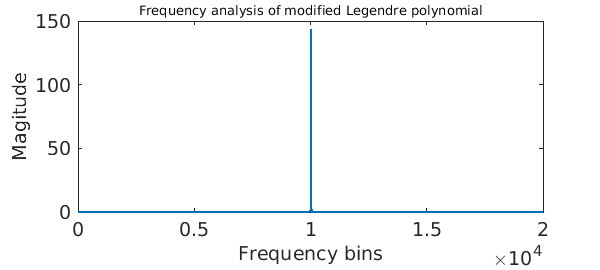 Frequency analysis of modified Legendre polynomial
150
100
50
0
Magitude
0 0.5 1 1.5 2
Frequency bins
×10^4